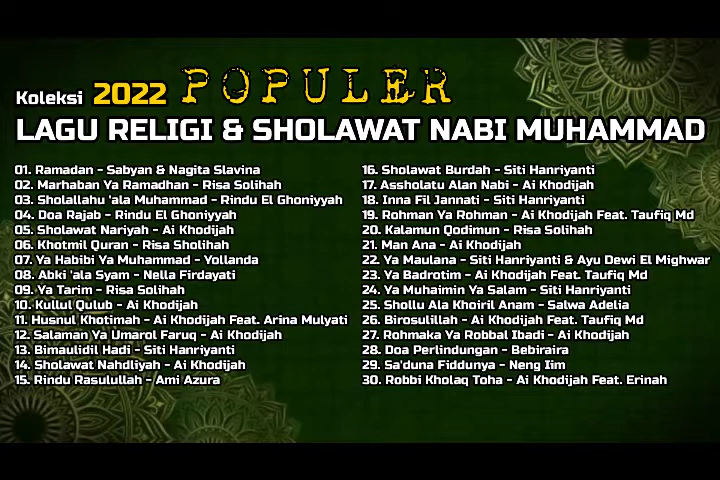 Koleksi 2022 POPULER
LAGU RELIGI & SHOLAWAT NABI MUHAMMAD
01. Ramadan - Sabyan & Nagita Slavina
02. Marhaban Ya Ramadhan - Risa Solihah
03. Sholallahu 'ala Muhammad - Rindu El Ghoniyyah
04. Doa Rajab - Rindu El Ghoniyyah
05. Sholawat Nariyah - Ai Khodijah
06. Khotmil Quran - Risa Sholihah
07. Ya Habibi Ya Muhammad - Yollanda
08. Abki 'ala Syam - Nella Firdayati
09. Ya Tarim - Risa Solihah
10. Kullul Qulub - Ai Khodijah
11. Husnul Khotimah - Ai Khodijah Feat. Arina Mulyati
12. Salaman Ya Umarol Faruq - Ai Khodijah
13. Bimaulidil Hadi - Siti Hanriyanti
14. Sholawat Nahdliyah - Ai Khodijah
15. Rindu Rasulullah - Ami Azura
16. Sholawat Burdah - Siti Hanriyanti
17. Assholatu Alan Nabi - Ai Khodijah
18. Inna Fil Jannati - Siti Hanriyanti
19. Rohman Ya Rohman - Ai Khodijah Feat. Taufiq Md
20. Kalamun Qodimun - Risa Solihah
21. Man Ana - Ai Khodijah
22. Ya Maulana - Siti Hanriyanti & Ayu Dewi El Mighwar
23. Ya Badrotim - Ai Khodijah Feat. Taufiq Md
24. Ya Muhaimin Ya Salam - Siti Hanriyanti
25. Shollu Ala Khoiril Anam - Salwa Adelia
26. Birosulillah - Ai Khodijah Feat. Taufiq Md
27. Rohmaka Ya Robbal Ibadi - Ai Khodijah
28. Doa Perlindungan - Bebiraira
29. Sa'duna Fiddunya - Neng Iim
30. Robbi Kholaq Toha - Ai Khodijah Feat. Erinah